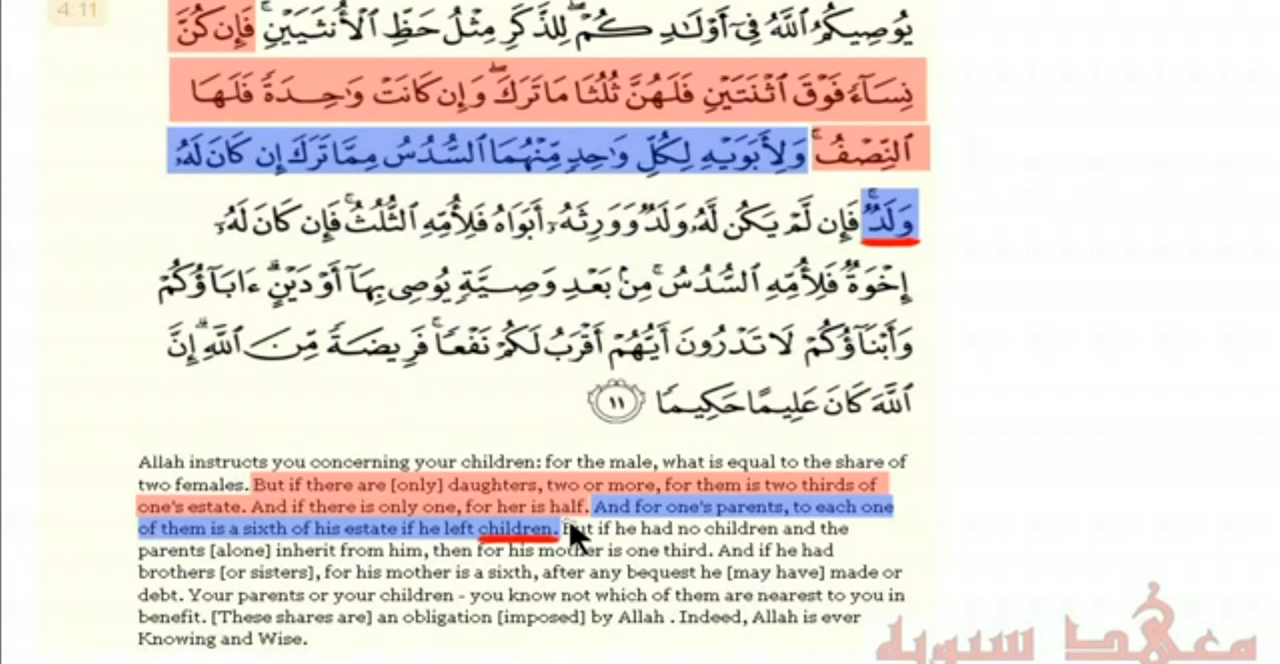 4:11
يُوصِيكُمُ ٱللَّهُ فِىٓ أَوْلَـٰدِكُمْ ۖ لِلذَّكَرِ مِثْلُ حَظِّ ٱلْأُنثَيَيْنِ ۚ فَإِن كُنَّ
نِسَآءً فَوْقَ ٱثْنَتَيْنِ فَلَهُنَّ ثُلُثَا مَا تَرَكَ ۖ وَإِن كَانَتْ وَٰحِدَةً فَلَهَا
ٱلنِّصْفُ ۚ وَلِأَبَوَيْهِ لِكُلِّ وَٰحِدٍ مِّنْهُمَا ٱلسُّدُسُ مِمَّا تَرَكَ إِن كَانَ لَهُۥ
وَلَدٌ ۚ فَإِن لَّمْ يَكُن لَّهُۥ وَلَدٌ وَوَرِثَهُۥٓ أَبَوَاهُ فَلِأُمِّهِ ٱلثُّلُثُ ۚ فَإِن كَانَ لَهُۥٓ
إِخْوَةٌ فَلِأُمِّهِ ٱلسُّدُسُ ۚ مِنۢ بَعْدِ وَصِيَّةٍ يُوصِى بِهَآ أَوْ دَيْنٍ ۗ ءَابَآؤُكُمْ
وَأَبْنَآؤُكُمْ لَا تَدْرُونَ أَيُّهُمْ أَقْرَبُ لَكُمْ نَفْعًا ۚ فَرِيضَةً مِّنَ ٱللَّهِ ۗ إِنَّ
ٱللَّهَ كَانَ عَلِيمًا حَكِيمًا ١١
Allah instructs you concerning your children: for the male, what is equal to the share of
two females. But if there are [only] daughters, two or more, for them is two thirds of
one's estate. And if there is only one, for her is half. And for one's parents, to each one
of them is a sixth of his estate if he left children. But if he had no children and the
parents [alone] inherit from him, then for his mother is one third. And if he had
brothers [or sisters], for his mother is a sixth, after any bequest he [may have] made or
debt. Your parents or your children - you know not which of them are nearest to you in
benefit. [These shares are] an obligation [imposed] by Allah . Indeed, Allah is ever
Knowing and Wise.
معهد سيبويه